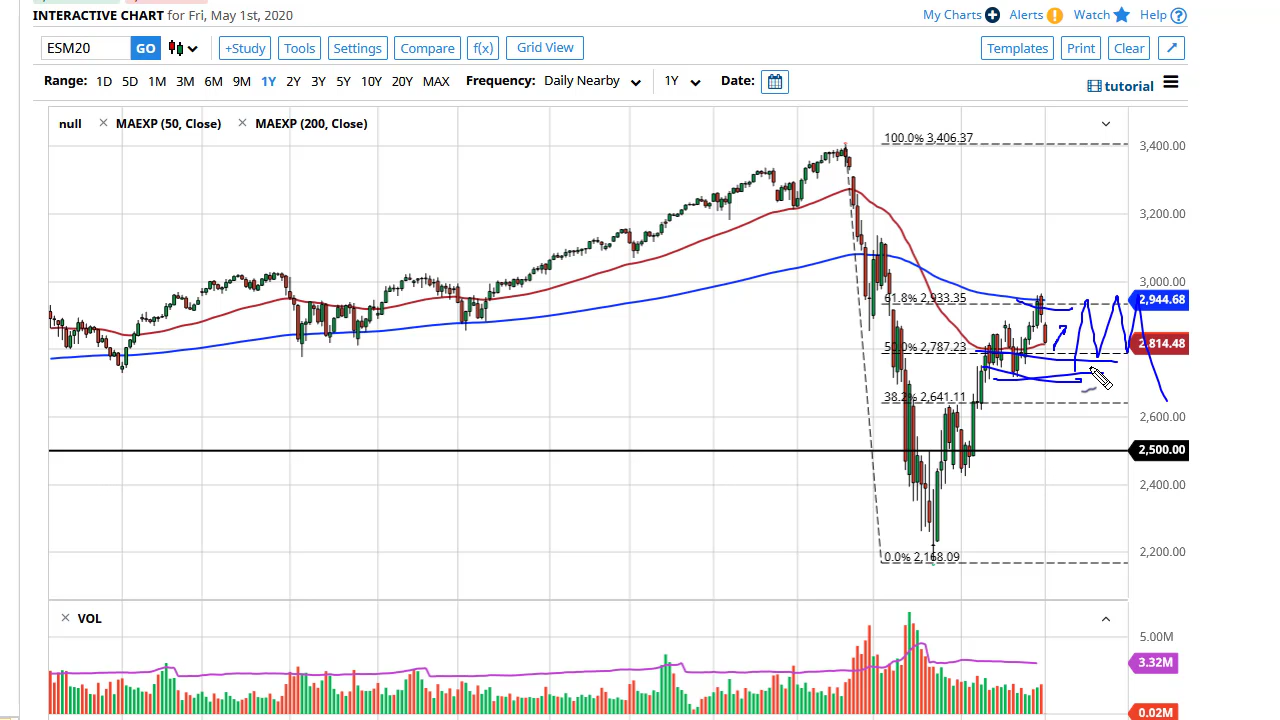 INTERACTIVE CHART for Fri, May 1st, 2020
My Charts Alerts ! Watch Help ?
ESM20 GO +Study Tools Settings Compare f(x) Grid View Templates Print Clear
Range: 1D 5D 1M 3M 6M 9M 1Y 2Y 3Y 5Y 10Y 20Y MAX Frequency: Daily Nearby 1Y Date:
tutorial
null × MAEXP (50, Close) × MAEXP (200, Close)
100.0% 3,406.37
3,400.00
3,200.00
3,000.00
61.8% 2,933.35
2,944.68
50.0% 2,787.23
2,814.48
38.2% 2,641.11
2,600.00
2,500.00
2,400.00
0.0% 2,168.09
2,200.00
× VOL
5.00M
3.32M
0.02M